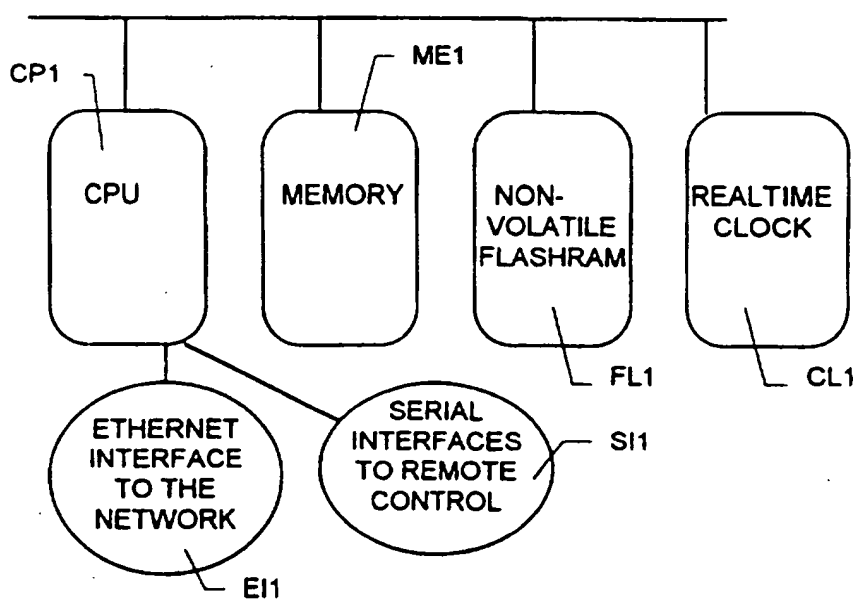 CP1
ME1
CPU
MEMORY
NON-
VOLATILE
FLASHRAM
REALTIME
CLOCK
FL1
CL1
ETHERNET
INTERFACE
TO THE
NETWORK
SERIAL
INTERFACES
TO REMOTE
CONTROL
SI1
EI1